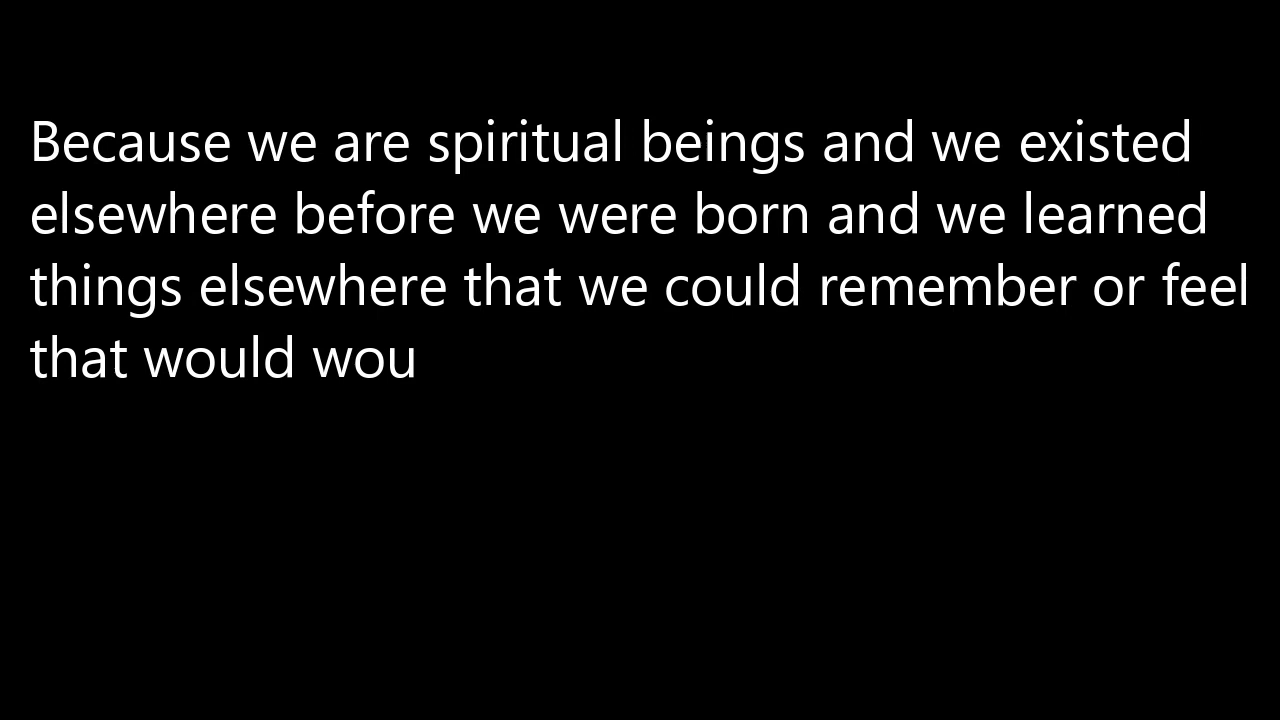 Because we are spiritual beings and we existed
elsewhere before we were born and we learned
things elsewhere that we could remember or feel
that would wou